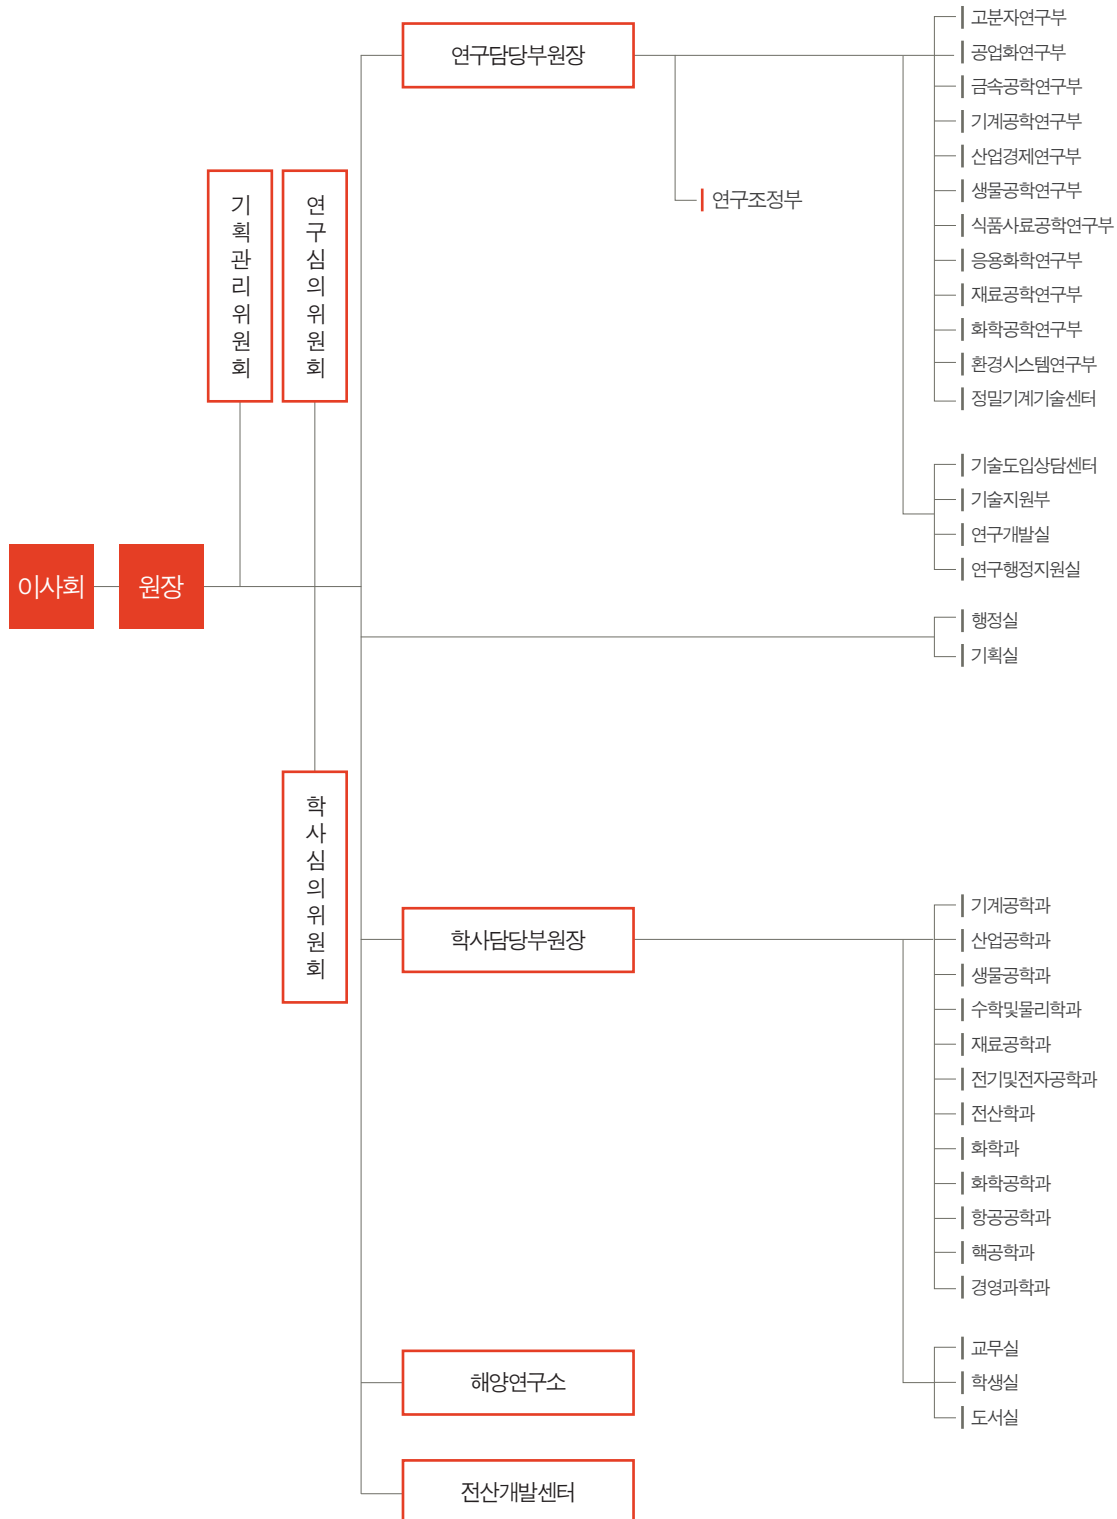 이사회
원장
기획관리위원회
연구심의위원회
학사심의위원회
연구담당부원장
연구조정부
고분자연구부
공업화연구부
금속공학연구부
기계공학연구부
산업경제연구부
생물공학연구부
식품사료공학연구부
응용화학연구부
재료공학연구부
화학공학연구부
환경시스템연구부
정밀기계기술센터
기술도입상담센터
기술지원부
연구개발실
연구행정지원실
행정실
기획실
학사담당부원장
기계공학과
산업공학과
생물공학과
수학및물리학과
재료공학과
전기및전자공학과
전산학과
화학과
화학공학과
항공공학과
핵공학과
경영과학과
교무실
학생실
도서실
해양연구소
전산개발센터